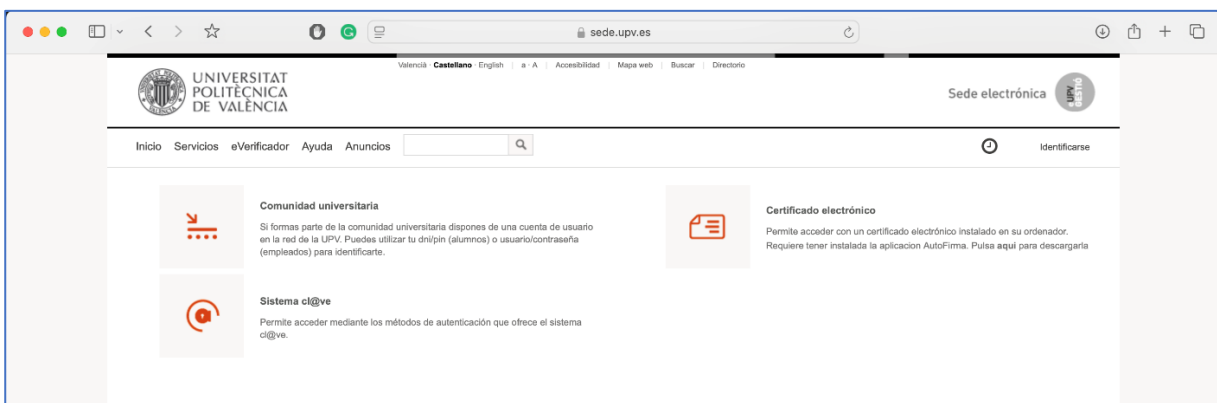 sede.upv.es
Valencià · Castellano · English | a · A | Accesibilidad | Mapa web | Buscar | Directorio
UNIVERSITAT
POLITÈCNICA
DE VALÈNCIA
Sede electrónica
UPV
GESTIÓ
Inicio Servicios eVerificador Ayuda Anuncios
Identificarse
Comunidad universitaria
Si formas parte de la comunidad universitaria dispones de una cuenta de usuario
en la red de la UPV. Puedes utilizar tu dni/pin (alumnos) o usuario/contraseña
(empleados) para identificarte.
Certificado electrónico
Permite acceder con un certificado electrónico instalado en su ordenador.
Requiere tener instalada la aplicacion AutoFirma. Pulsa aqui para descargarla
Sistema cl@ve
Permite acceder mediante los métodos de autenticación que ofrece el sistema
cl@ve.